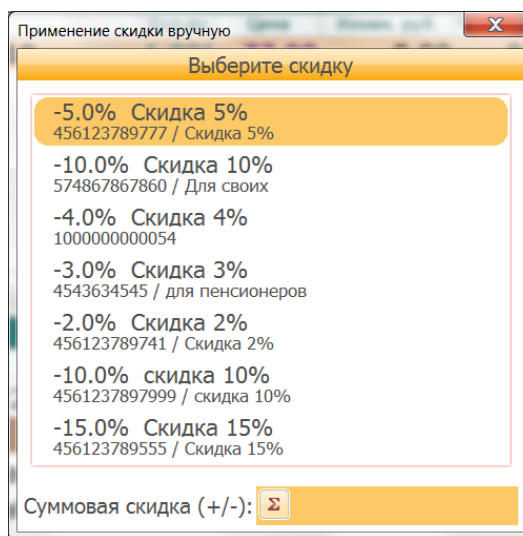 Применение скидки вручную
Выберите скидку
-5.0% Скидка 5%
456123789777 / Скидка 5%
-10.0% Скидка 10%
574867867860 / Для своих
-4.0% Скидка 4%
1000000000054
-3.0% Скидка 3%
4543634545 / для пенсионеров
-2.0% Скидка 2%
456123789741 / Скидка 2%
-10.0% скидка 10%
4561237897999 / скидка 10%
-15.0% Скидка 15%
456123789555 / Скидка 15%
Суммовая скидка (+/-): Σ